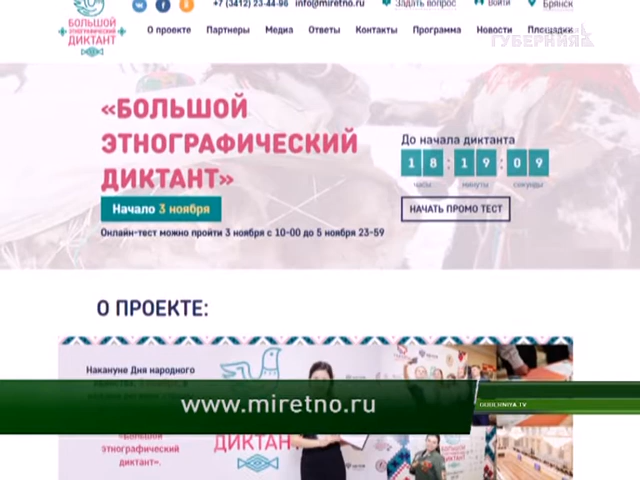 +7 (3412) 23-44-96
info@miretno.ru
Задать вопрос
Войти
Брянск
БОЛЬШОЙ
ЭТНОГРАФИЧЕСКИЙ
ДИКТАНТ
О проекте
Партнеры
Медиа
Ответы
Контакты
Программа
Новости
Площадки
ГУБЕРНИЯ
«БОЛЬШОЙ
ЭТНОГРАФИЧЕСКИЙ
ДИКТАНТ»
До начала диктанта
18:19:09
часы
минуты
секунды
Начало 3 ноября
НАЧАТЬ ПРОМО ТЕСТ
Онлайн-тест можно пройти 3 ноября с 10-00 до 5 ноября 23-59
О ПРОЕКТЕ:
Накануне Дня народного
www.miretno.ru
GUBERNIYA.TV
«Большой
этнографический
диктант».
ДИКТАНТ